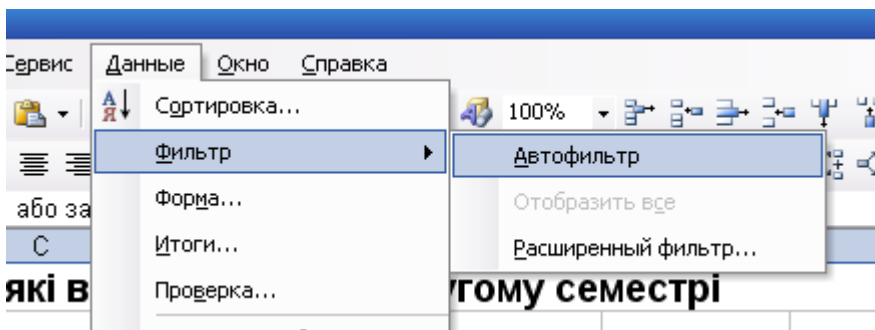 Сервис Данные Окно Справка
Сортировка... 100%
Фильтр Автофильтр
або за Форма... Отобразить все
C Итоги... Расширенный фильтр...
які в Проверка... гому семестрі